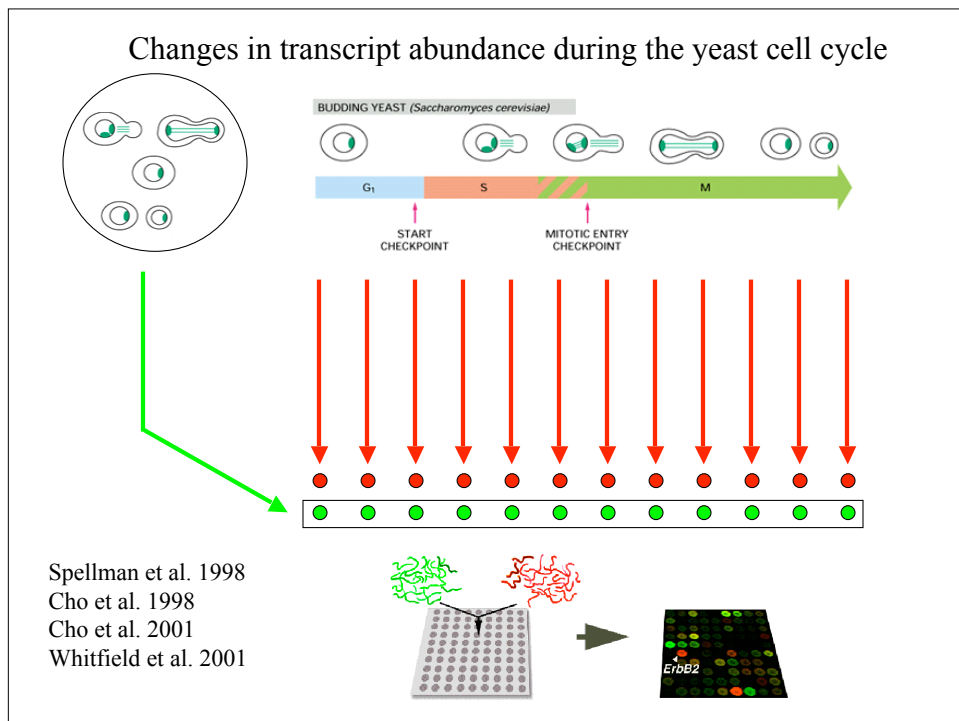 Changes in transcript abundance during the yeast cell cycle
BUDDING YEAST (Saccharomyces cerevisiae)
G1
S
M
START
CHECKPOINT
MITOTIC ENTRY
CHECKPOINT
Spellman et al. 1998
Cho et al. 1998
Cho et al. 2001
Whitfield et al. 2001
ErbB2